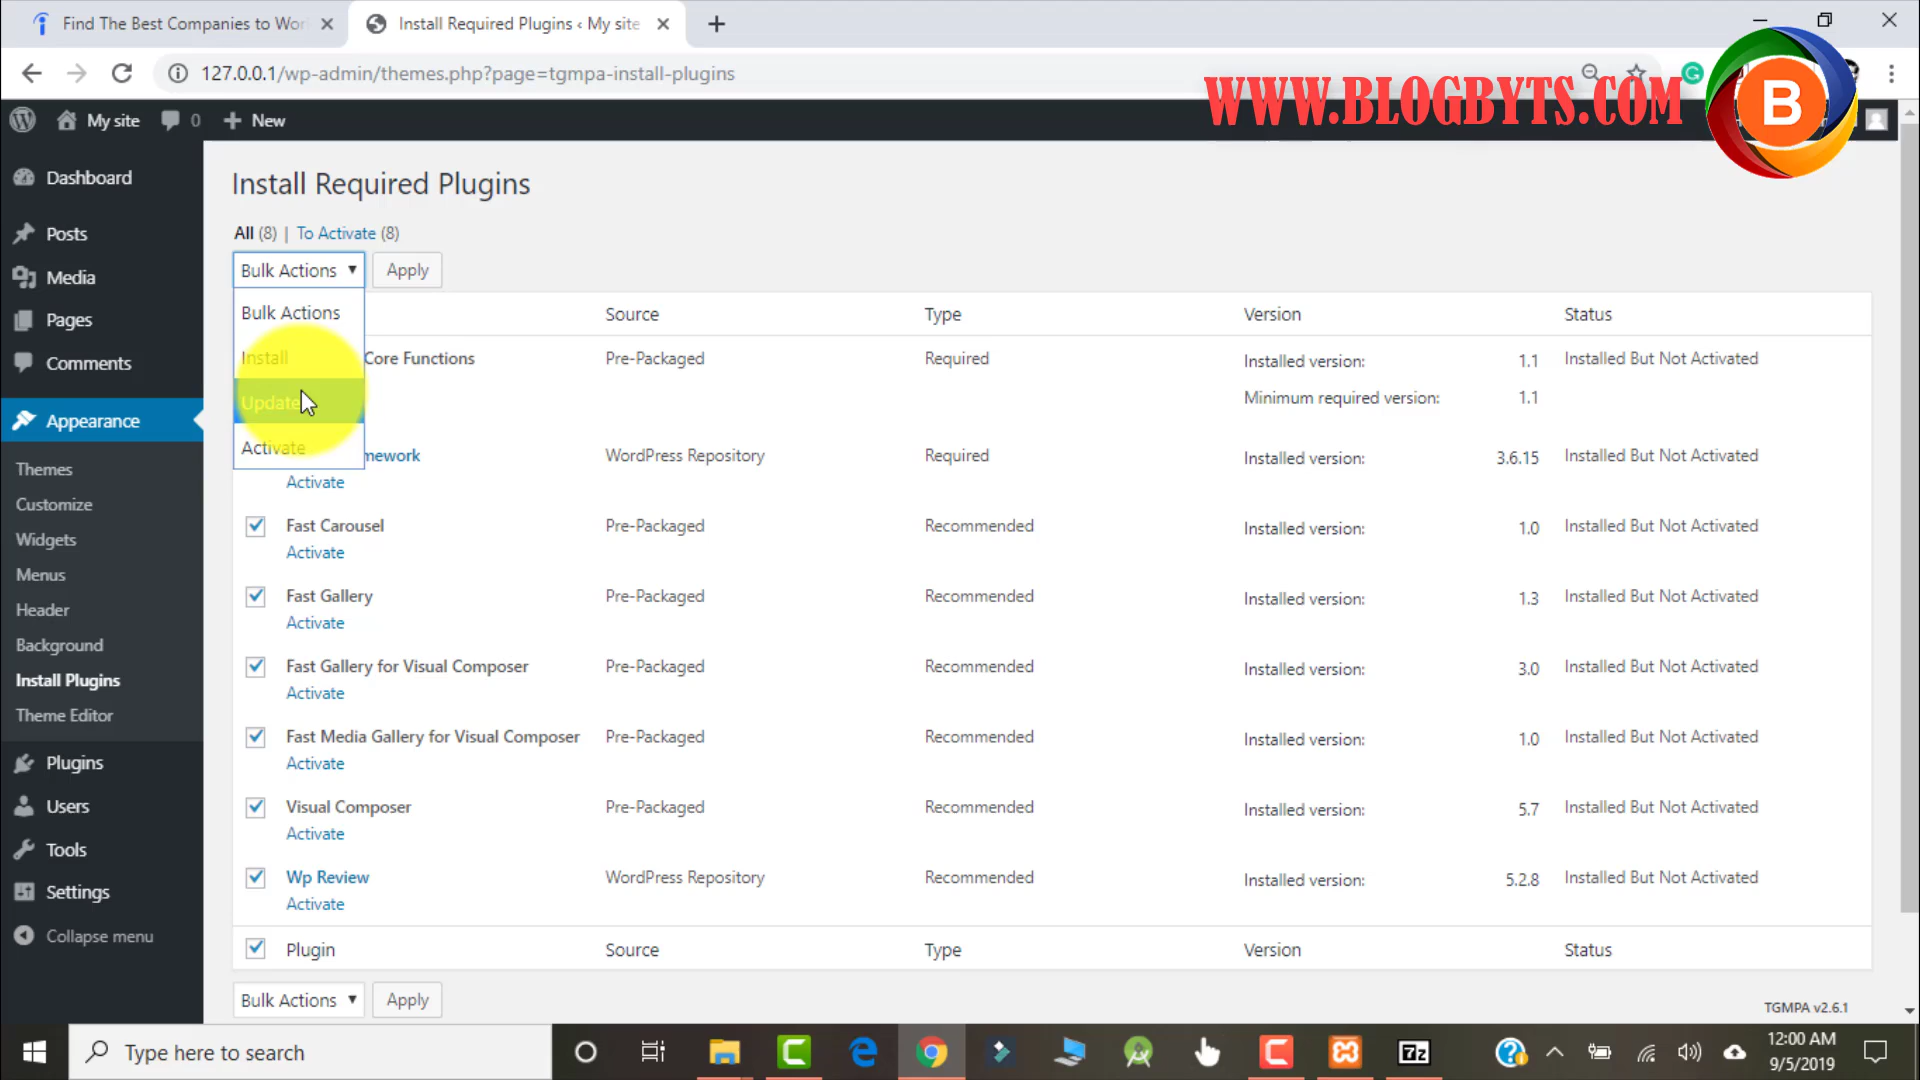 Find The Best Companies to Wor
Install Required Plugins ‹ My site
127.0.0.1/wp-admin/themes.php?page=tgmpa-install-plugins
WWW.BLOGBYTS.COM
B
My site
0
New
Dashboard
Posts
Media
Pages
Comments
Appearance
Themes
Customize
Widgets
Menus
Header
Background
Install Plugins
Theme Editor
Plugins
Users
Tools
Settings
Collapse menu
Install Required Plugins
All (8) | To Activate (8)
Bulk Actions Apply
Bulk Actions
Install
Update
Activate
Source Type Version Status
Core Functions Pre-Packaged Required Installed version: 1.1 Installed But Not Activated
Minimum required version: 1.1
mework WordPress Repository Required Installed version: 3.6.15 Installed But Not Activated
Activate
Fast Carousel Pre-Packaged Recommended Installed version: 1.0 Installed But Not Activated
Activate
Fast Gallery Pre-Packaged Recommended Installed version: 1.3 Installed But Not Activated
Activate
Fast Gallery for Visual Composer Pre-Packaged Recommended Installed version: 3.0 Installed But Not Activated
Activate
Fast Media Gallery for Visual Composer Pre-Packaged Recommended Installed version: 1.0 Installed But Not Activated
Activate
Visual Composer Pre-Packaged Recommended Installed version: 5.7 Installed But Not Activated
Activate
Wp Review WordPress Repository Recommended Installed version: 5.2.8 Installed But Not Activated
Activate
Plugin Source Type Version Status
Bulk Actions Apply
TGMPA v2.6.1
Type here to search
7z
12:00 AM
9/5/2019